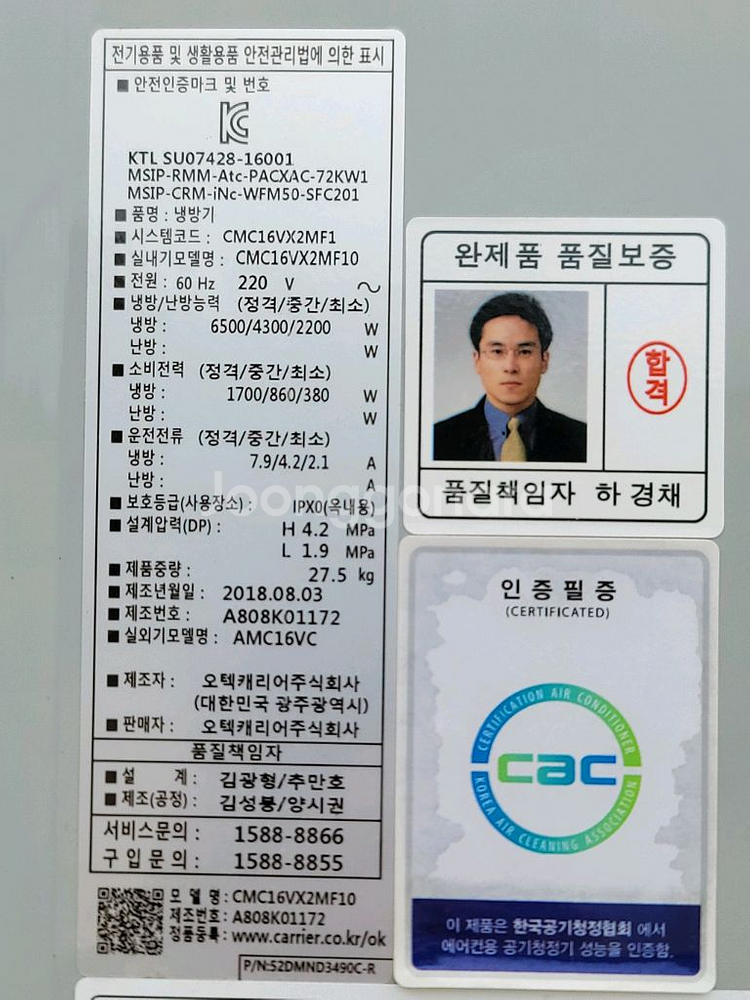 전기용품 및 생활용품 안전관리법에 의한 표시
■ 안전인증마크 및 번호
KTL SU07428-16001
MSIP-RMM-Atc-PACXAC-72KW1
MSIP-CRM-iNc-WFM50-SFC201
■ 품명 : 냉방기
■ 시스템코드 : CMC16VX2MF1
■ 실내기모델명 : CMC16VX2MF10
■ 전원 : 60 Hz 220 V ~
■ 냉방/난방능력 (정격/중간/최소)
냉방 : 6500/4300/2200 W
난방 : W
■ 소비전력 (정격/중간/최소)
냉방 : 1700/860/380 W
난방 : W
■ 운전전류 (정격/중간/최소)
냉방 : 7.9/4.2/2.1 A
난방 : A
■ 보호등급(사용장소) : IPX0(옥내용)
■ 설계압력(DP) : H 4.2 MPa
L 1.9 MPa
■ 제품중량 : 27.5 kg
■ 제조년월일 : 2018.08.03
■ 제조번호 : A808K01172
■ 실외기모델명 : AMC16VC
■ 제조자 : 오텍캐리어주식회사
(대한민국 광주광역시)
■ 판매자 : 오텍캐리어주식회사
품질책임자
■ 설 계 : 김광형/추만호
■ 제조(공정) : 김성룡/양시권
서비스문의 : 1588-8866
구입문의 : 1588-8855
모 델 명 : CMC16VX2MF10
제조번호 : A808K01172
정품등록 : www.carrier.co.kr/ok
P/N:52DMND3490C-R
완제품 품질보증
합격
품질책임자 하경채
인증필증
(CERTIFICATED)
CERTIFICATION AIR CONDITIONER
cac
KOREA AIR CLEANING ASSOCIATION
이 제품은 한국공기청정협회 에서
에어컨용 공기청정기 성능을 인증함.